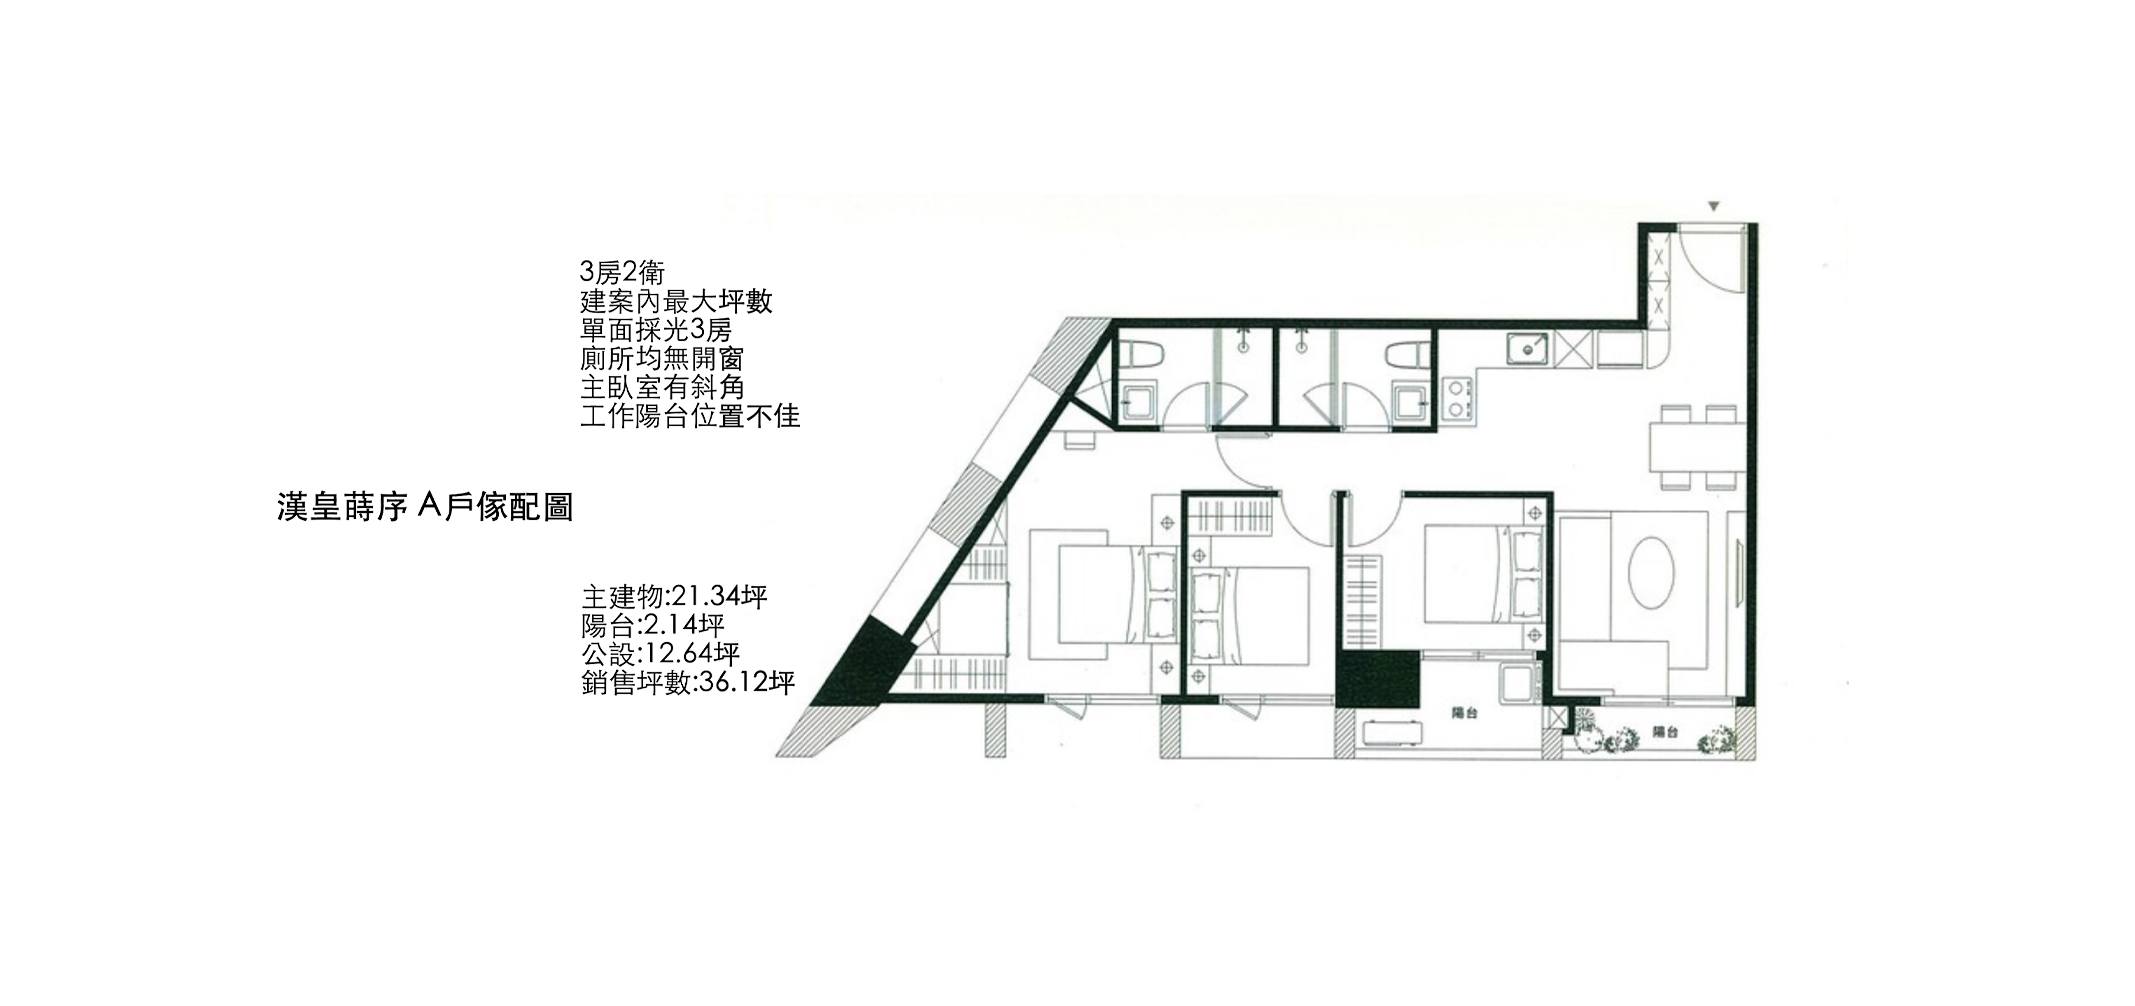 3房2衛
建案內最大坪數
單面採光3房
廁所均無開窗
主臥室有斜角
工作陽台位置不佳
漢皇蒔序 A戶傢配圖
主建物:21.34坪
陽台:2.14坪
公設:12.64坪
銷售坪數:36.12坪
陽台
陽台